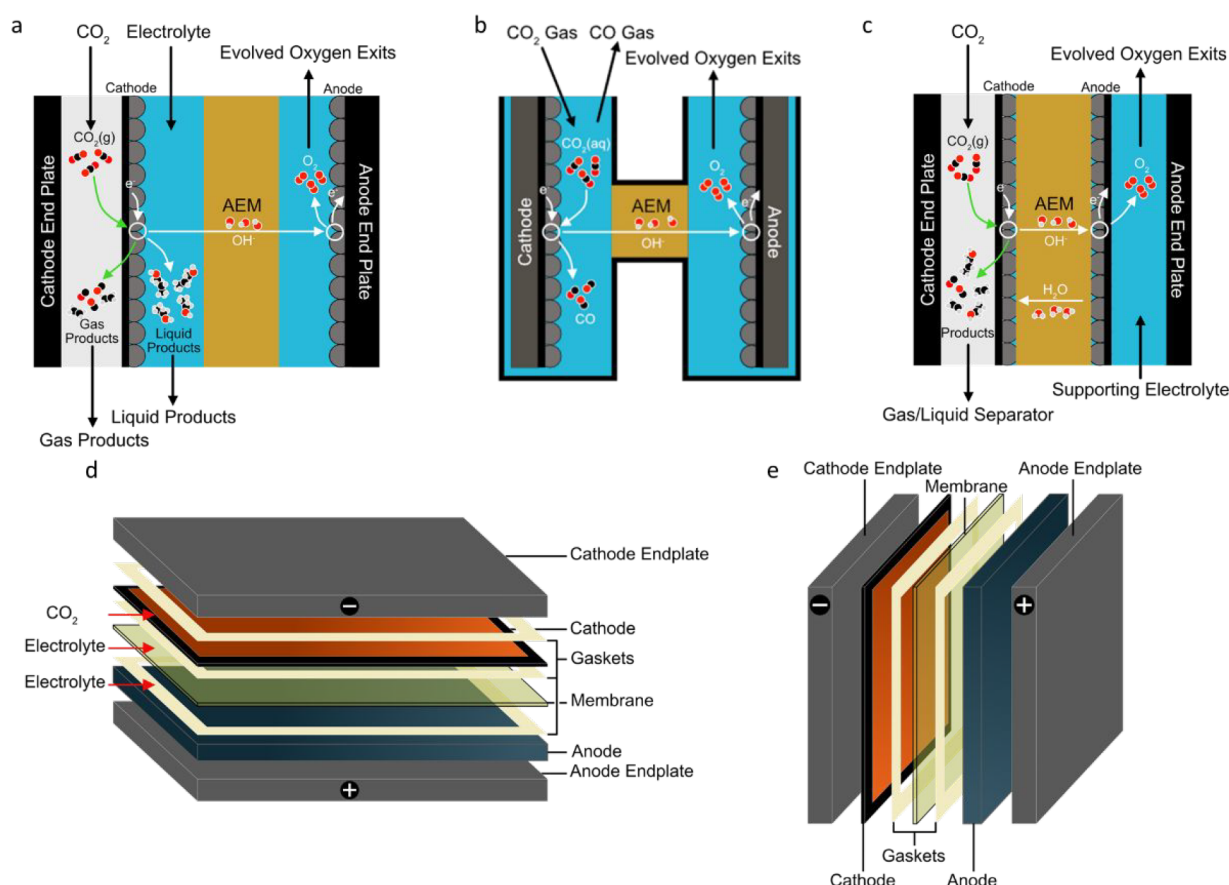 a
CO2
Electrolyte
Evolved Oxygen Exits
Cathode
Anode
CO2(g)
O2
e-
e-
AEM
OH-
Cathode End Plate
Anode End Plate
Gas
Products
Liquid
Products
Liquid Products
Gas Products
b
CO2 Gas
CO Gas
Evolved Oxygen Exits
CO2(aq)
O2
e-
e-
AEM
OH-
Cathode
Anode
CO
c
CO2
Evolved Oxygen Exits
Cathode
Anode
CO2(g)
O2
e-
e-
AEM
OH-
H2O
Cathode End Plate
Anode End Plate
Products
Supporting Electrolyte
Gas/Liquid Separator
d
Cathode Endplate
−
CO2
Cathode
Electrolyte
Gaskets
Electrolyte
Membrane
Anode
Anode Endplate
+
e
Cathode Endplate
Anode Endplate
Membrane
−
+
Gaskets
Cathode
Anode